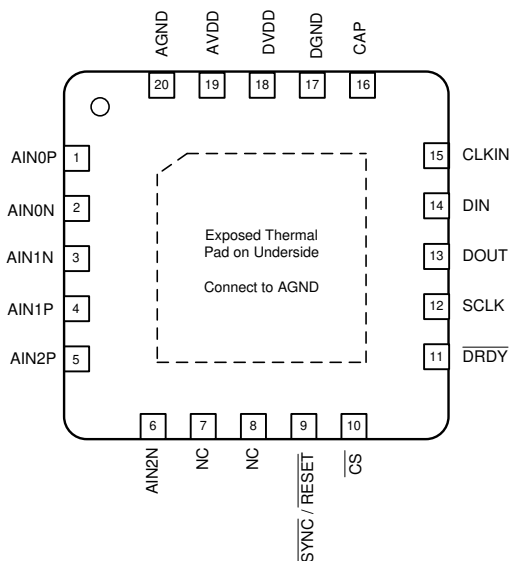 AGND
AVDD
DVDD
DGND
CAP
20
19
18
17
16
AIN0P
1
AIN0N
2
AIN1N
3
AIN1P
4
AIN2P
5
Exposed Thermal
Pad on Underside
Connect to AGND
15
CLKIN
14
DIN
13
DOUT
12
SCLK
11
DRDY
6
7
8
9
10
AIN2N
NC
NC
SYNC / RESET
CS